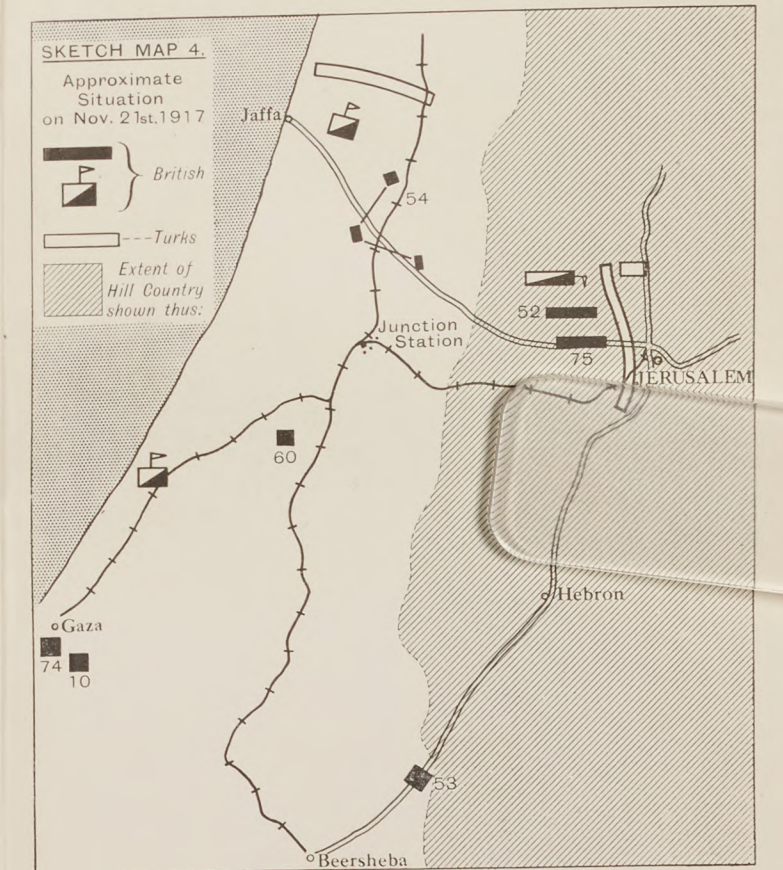 SKETCH MAP 4.
Approximate
Situation
on Nov. 21st, 1917
British
Turks
Extent of
Hill Country
shown thus:
Jaffa
54
52
75
Junction
Station
JERUSALEM
60
Hebron
Gaza
74
10
53
Beersheba